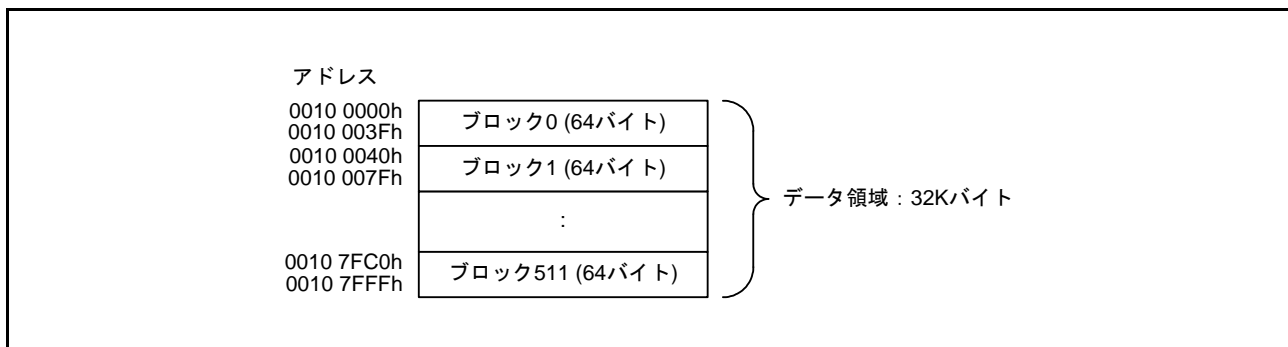 アドレス
0010 0000h
0010 003Fh
ブロック0 (64バイト)
0010 0040h
0010 007Fh
ブロック1 (64バイト)
:
データ領域：32Kバイト
0010 7FC0h
0010 7FFFh
ブロック511 (64バイト)